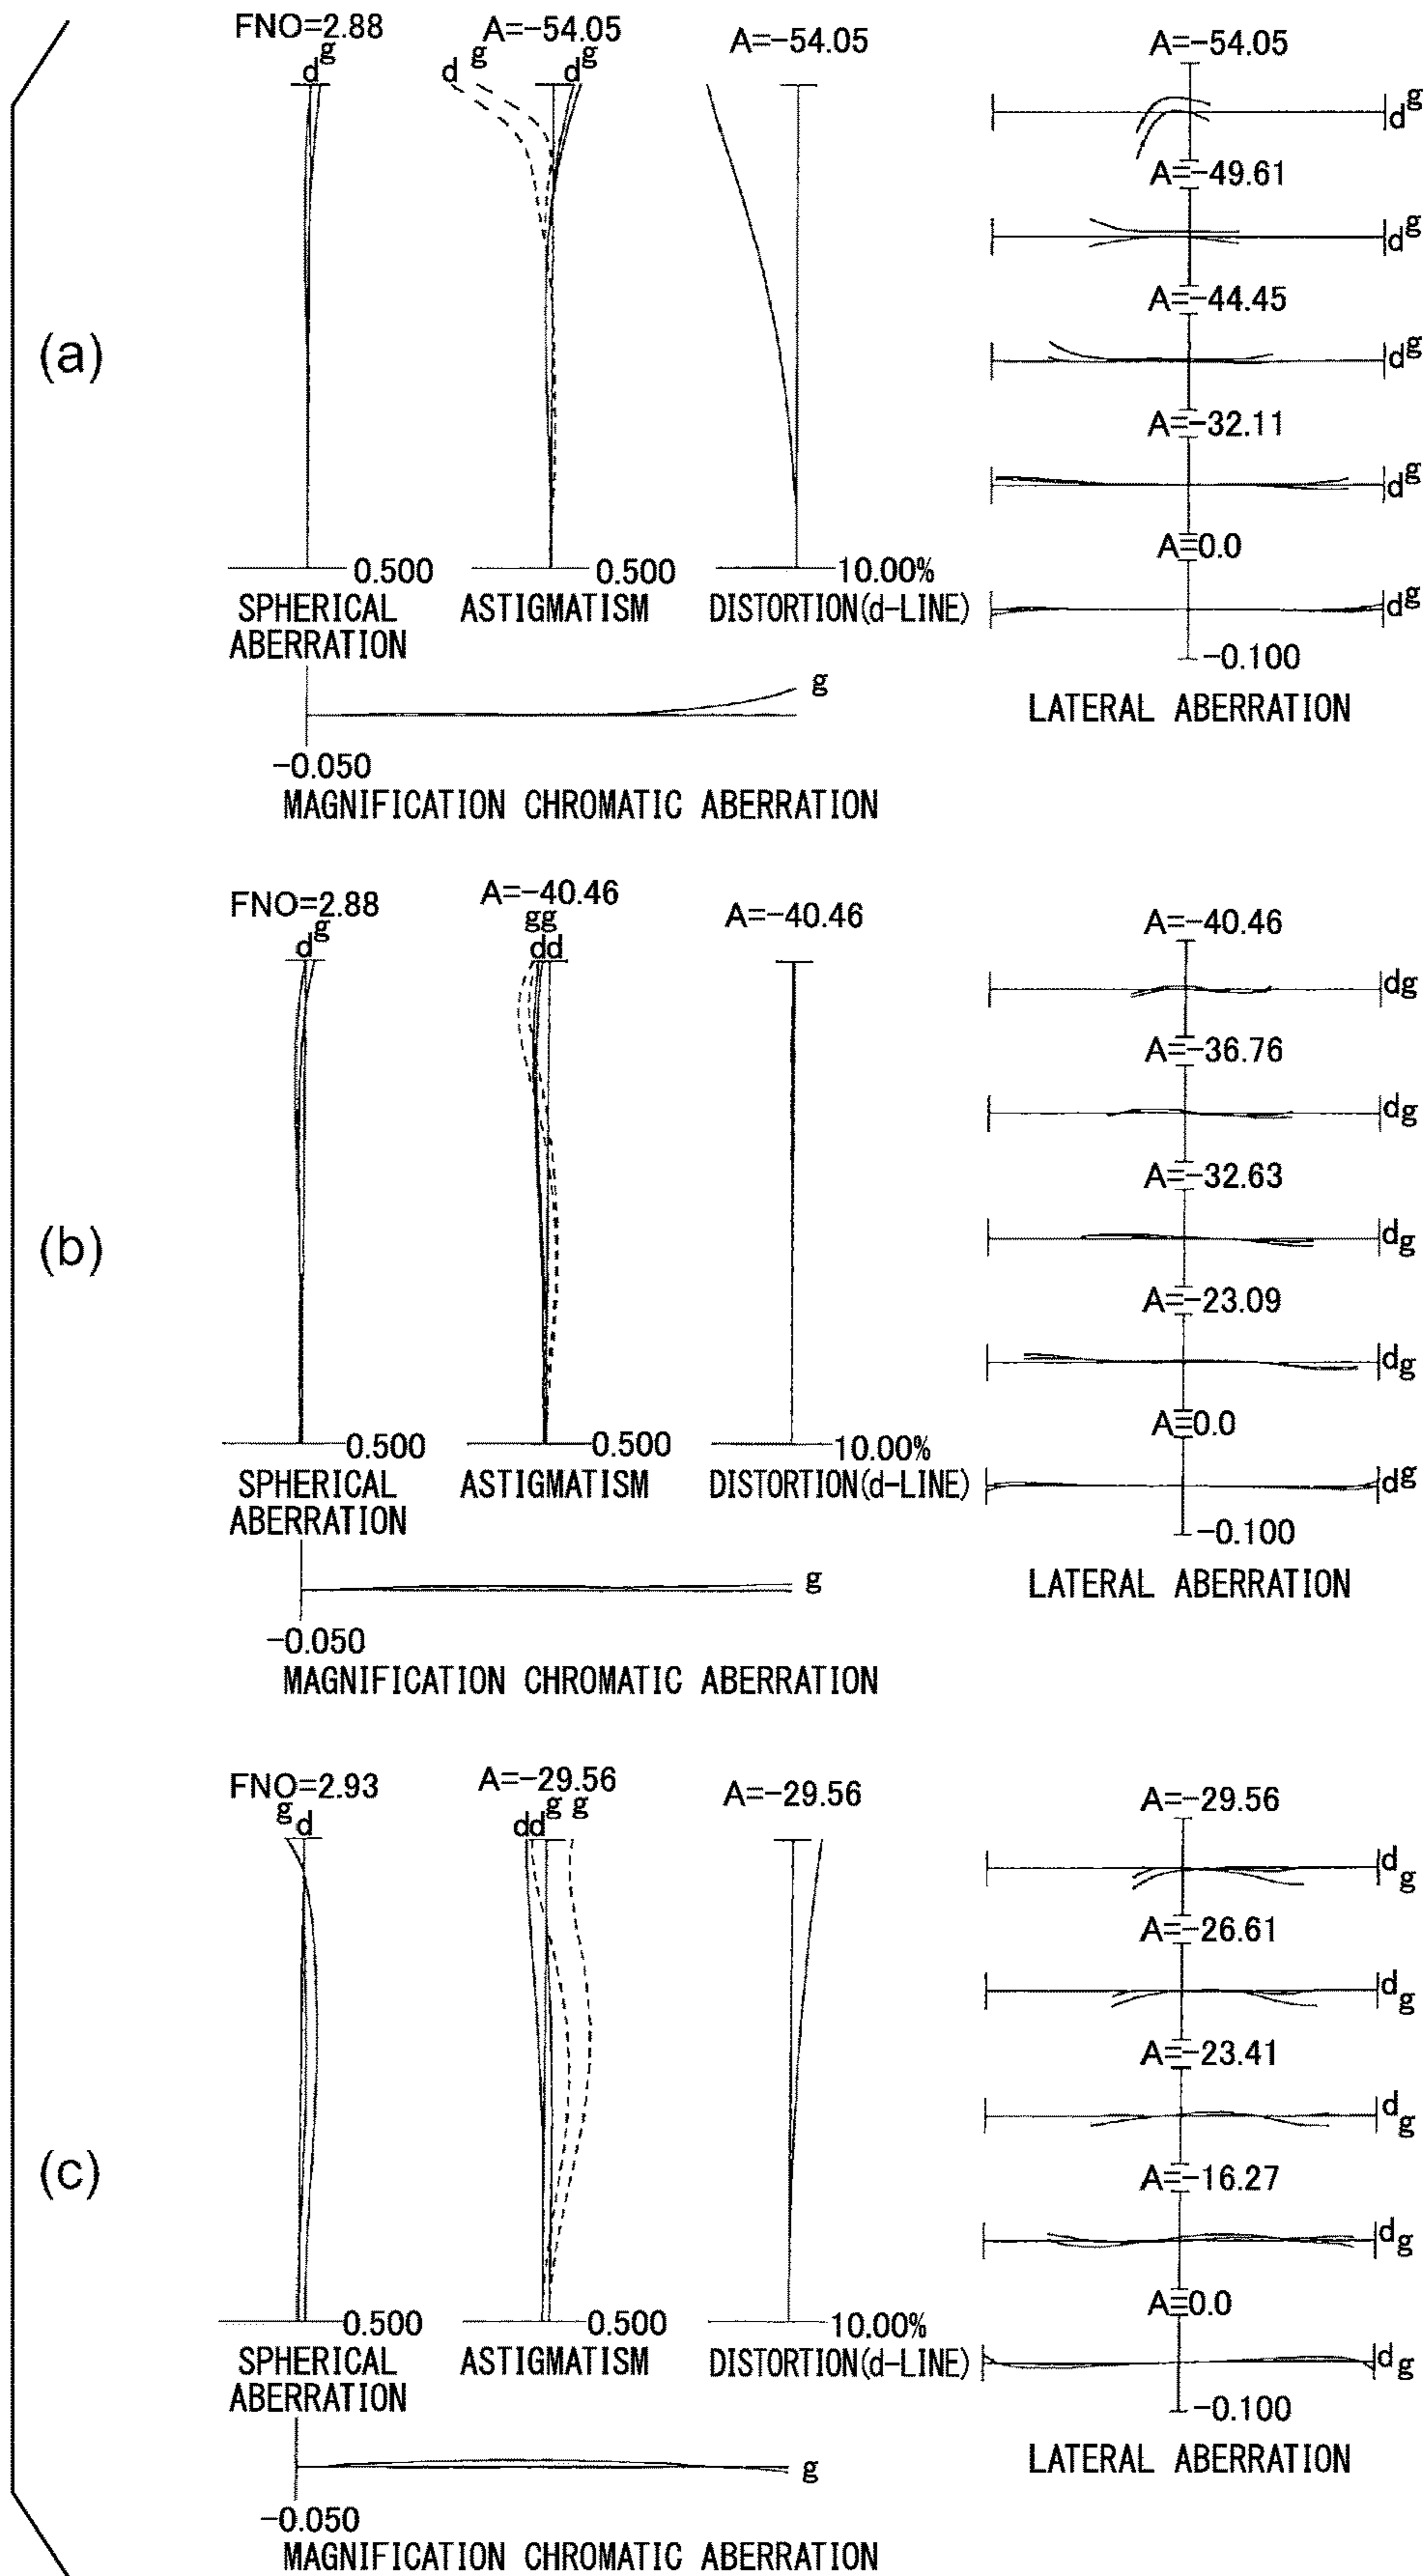 (a)
FNO=2.88
d g
A=-54.05
d g d g
A=-54.05
0.500
SPHERICAL
ABERRATION
0.500
ASTIGMATISM
10.00%
DISTORTION(d-LINE)
A=-54.05
d g
A=-49.61
d g
A=-44.45
d g
A=-32.11
d g
A=0.0
d g
-0.100
LATERAL ABERRATION
g
-0.050
MAGNIFICATION CHROMATIC ABERRATION
(b)
FNO=2.88
d g
A=-40.46
gg
dd
A=-40.46
0.500
SPHERICAL
ABERRATION
0.500
ASTIGMATISM
10.00%
DISTORTION(d-LINE)
A=-40.46
d g
A=-36.76
d g
A=-32.63
d g
A=-23.09
d g
A=0.0
d g
-0.100
LATERAL ABERRATION
g
-0.050
MAGNIFICATION CHROMATIC ABERRATION
(c)
FNO=2.93
g d
A=-29.56
dd g g
A=-29.56
0.500
SPHERICAL
ABERRATION
0.500
ASTIGMATISM
10.00%
DISTORTION(d-LINE)
A=-29.56
d g
A=-26.61
d g
A=-23.41
d g
A=-16.27
d g
A=0.0
d g
-0.100
LATERAL ABERRATION
g
-0.050
MAGNIFICATION CHROMATIC ABERRATION